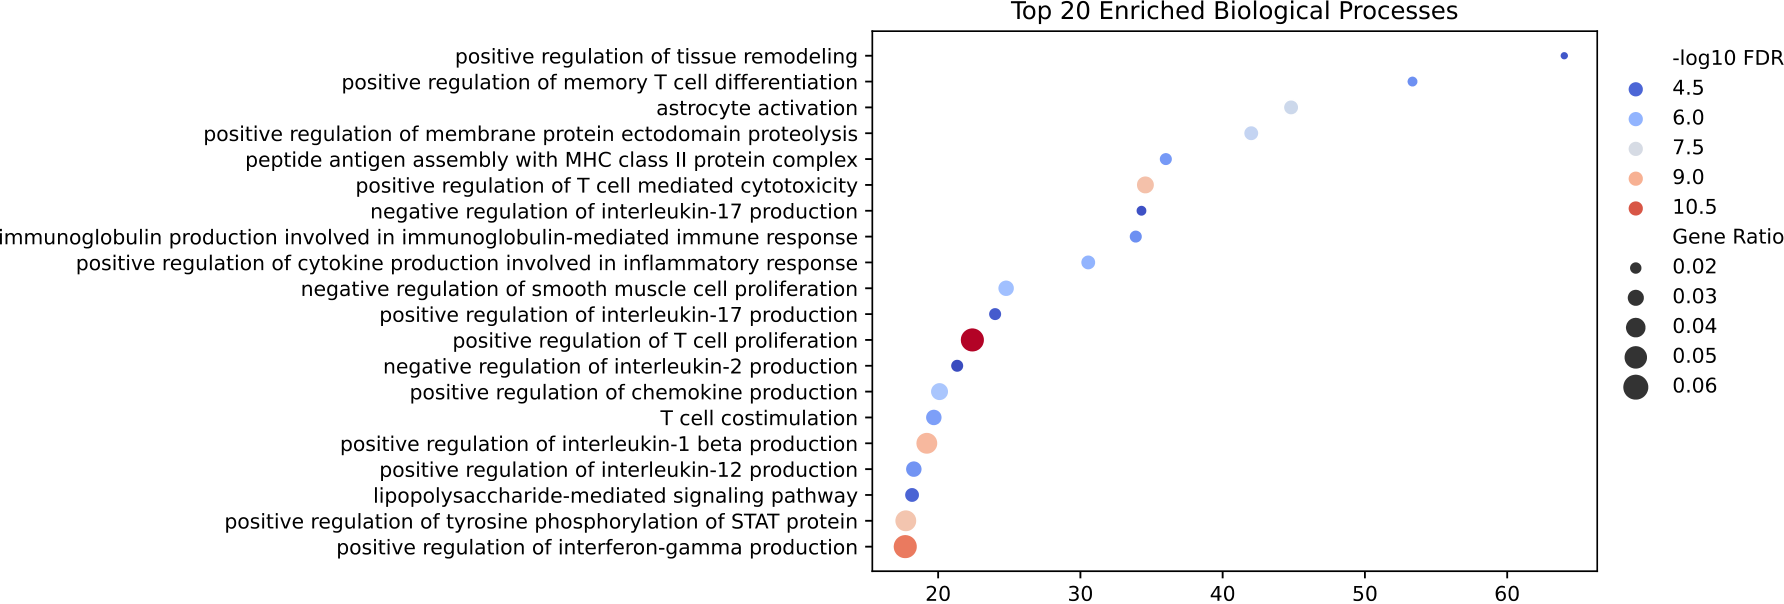 Top 20 Enriched Biological Processes
positive regulation of tissue remodeling
positive regulation of memory T cell differentiation
astrocyte activation
positive regulation of membrane protein ectodomain proteolysis
peptide antigen assembly with MHC class II protein complex
positive regulation of T cell mediated cytotoxicity
negative regulation of interleukin-17 production
immunoglobulin production involved in immunoglobulin-mediated immune response
positive regulation of cytokine production involved in inflammatory response
negative regulation of smooth muscle cell proliferation
positive regulation of interleukin-17 production
positive regulation of T cell proliferation
negative regulation of interleukin-2 production
positive regulation of chemokine production
T cell costimulation
positive regulation of interleukin-1 beta production
positive regulation of interleukin-12 production
lipopolysaccharide-mediated signaling pathway
positive regulation of tyrosine phosphorylation of STAT protein
positive regulation of interferon-gamma production
20 30 40 50 60
-log10 FDR
4.5
6.0
7.5
9.0
10.5
Gene Ratio
0.02
0.03
0.04
0.05
0.06